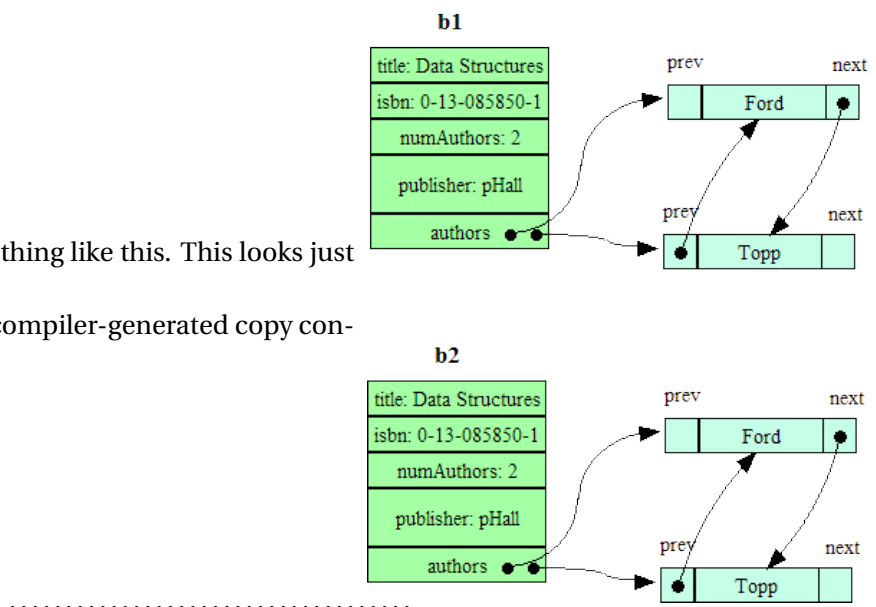 b1
title: Data Structures
isbn: 0-13-085850-1
numAuthors: 2
publisher: pHall
authors
prev next
Ford
prev next
Topp
thing like this. This looks just
compiler-generated copy con-
b2
title: Data Structures
isbn: 0-13-085850-1
numAuthors: 2
publisher: pHall
authors
prev next
Ford
prev next
Topp